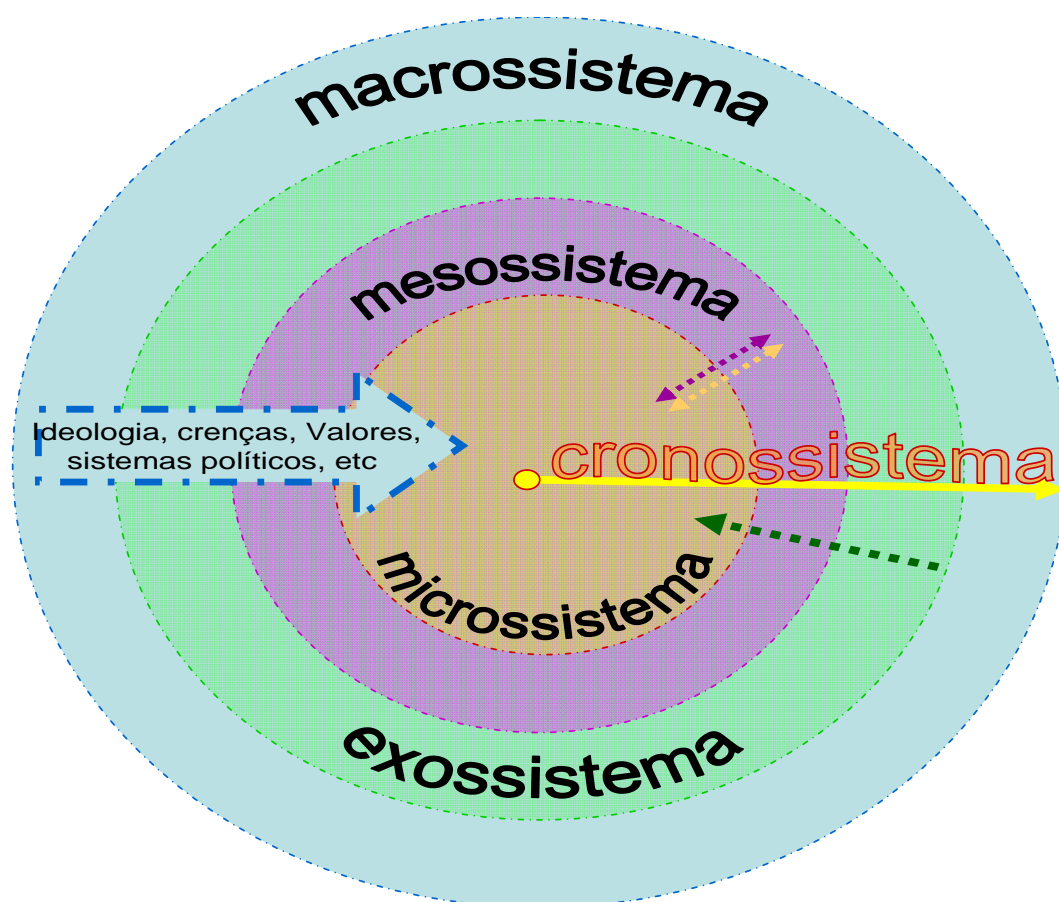 macrossistema
mesossistema
Ideologia, crenças, Valores,
sistemas políticos, etc
cronossistema
microssistema
exossistema